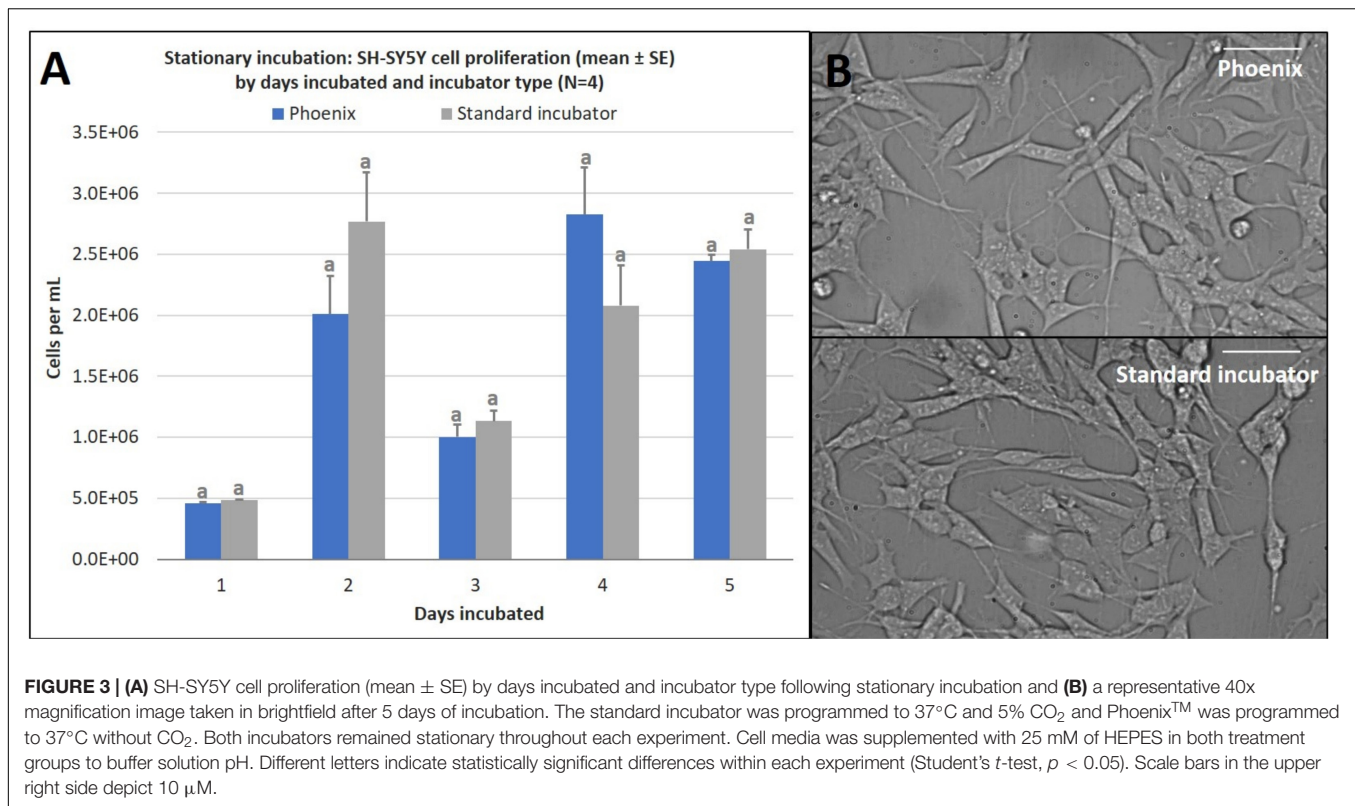 A
Stationary incubation: SH-SY5Y cell proliferation (mean ± SE)
by days incubated and incubator type (N=4)
Phoenix Standard incubator
3.5E+06
3.0E+06
2.5E+06
2.0E+06
1.5E+06
1.0E+06
5.0E+05
0.0E+00
Cells per mL
a a
a a
a a
a a
a a
1 2 3 4 5
Days incubated
B
Phoenix
Standard incubator
FIGURE 3 | (A) SH-SY5Y cell proliferation (mean ± SE) by days incubated and incubator type following stationary incubation and (B) a representative 40x
magnification image taken in brightfield after 5 days of incubation. The standard incubator was programmed to 37°C and 5% CO₂ and Phoenix™ was programmed
to 37°C without CO₂. Both incubators remained stationary throughout each experiment. Cell media was supplemented with 25 mM of HEPES in both treatment
groups to buffer solution pH. Different letters indicate statistically significant differences within each experiment (Student's t-test, p < 0.05). Scale bars in the upper
right side depict 10 μM.